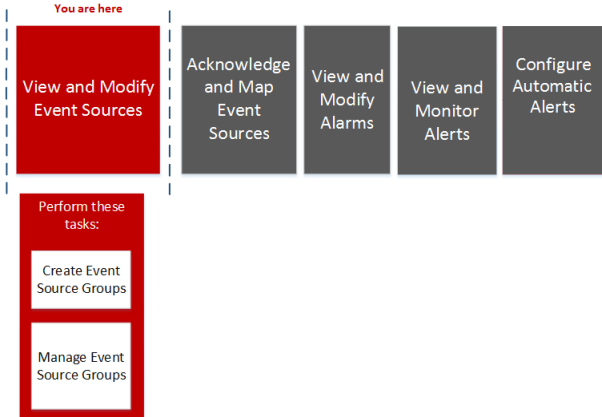 You are here
View and Modify
Event Sources
Acknowledge
and Map
Event
Sources
View and
Modify
Alarms
View and
Monitor
Alerts
Configure
Automatic
Alerts
Perform these
tasks:
Create Event
Source Groups
Manage Event
Source Groups